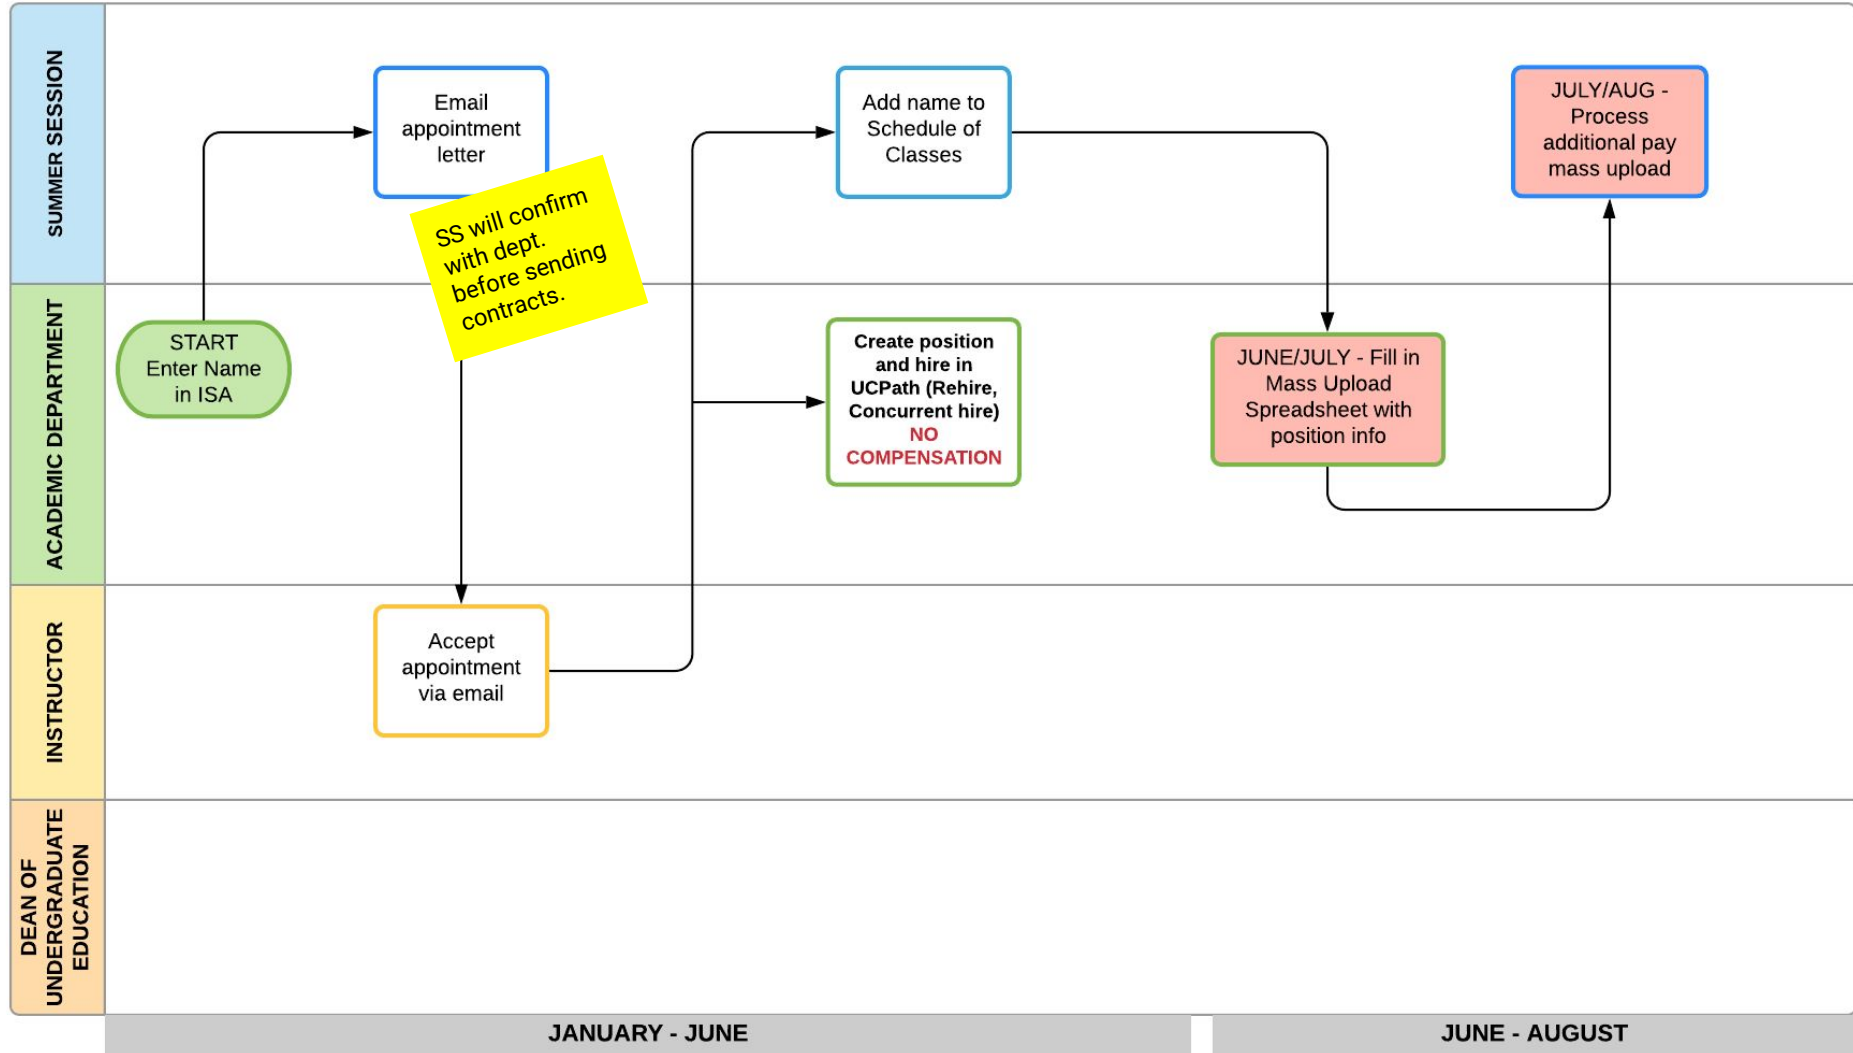 SUMMER SESSION
Email
appointment
letter
SS will confirm
with dept.
before sending
contracts.
Add name to
Schedule of
Classes
JULY/AUG -
Process
additional pay
mass upload
ACADEMIC DEPARTMENT
START
Enter Name
in ISA
Create position
and hire in
UCPath (Rehire,
Concurrent hire)
NO
COMPENSATION
JUNE/JULY - Fill in
Mass Upload
Spreadsheet with
position info
INSTRUCTOR
Accept
appointment
via email
DEAN OF
UNDERGRADUATE
EDUCATION
JANUARY - JUNE
JUNE - AUGUST